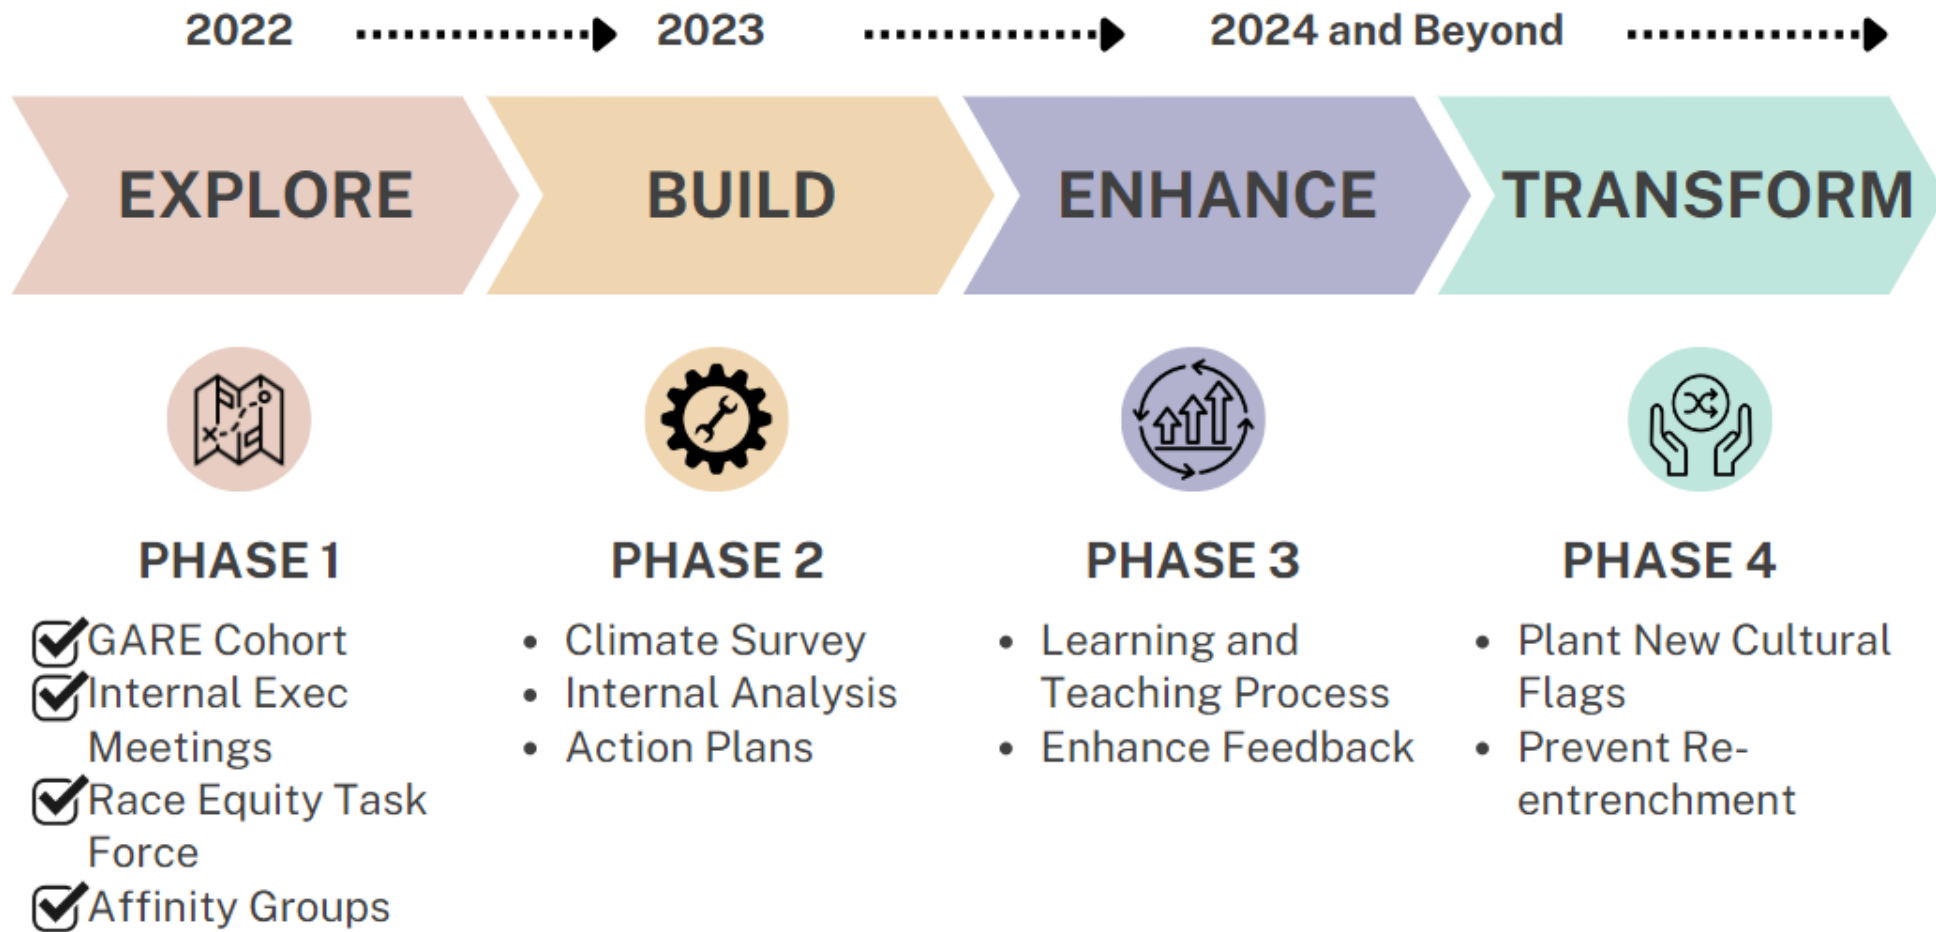 2022
2023
2024 and Beyond
EXPLORE
BUILD
ENHANCE
TRANSFORM
PHASE 1
GARE Cohort
Internal Exec
Meetings
Race Equity Task
Force
Affinity Groups
PHASE 2
• Climate Survey
• Internal Analysis
• Action Plans
PHASE 3
• Learning and
Teaching Process
• Enhance Feedback
PHASE 4
• Plant New Cultural
Flags
• Prevent Re-
entrenchment